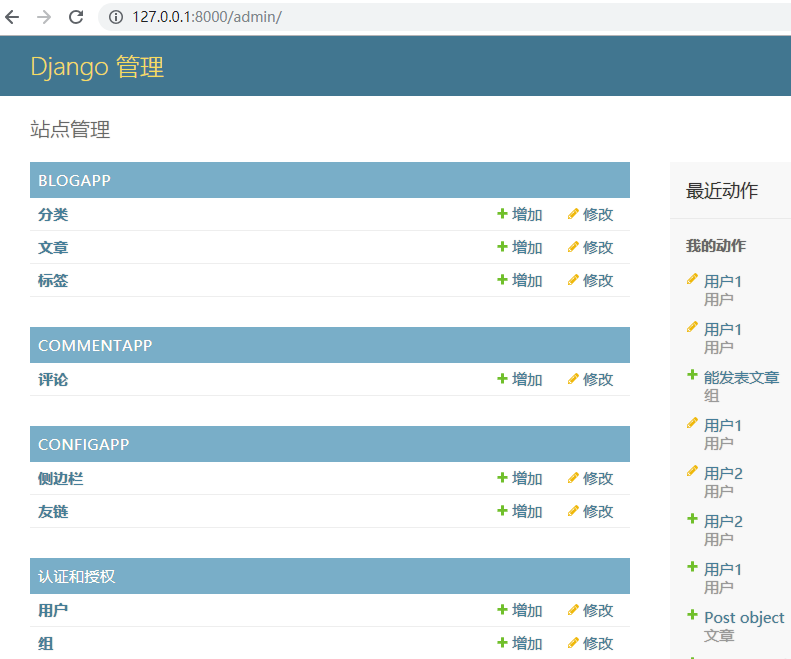 127.0.0.1:8000/admin/
Django 管理
站点管理
BLOGAPP
分类 增加 修改
文章 增加 修改
标签 增加 修改
COMMENTAPP
评论 增加 修改
CONFIGAPP
侧边栏 增加 修改
友链 增加 修改
认证和授权
用户 增加 修改
组 增加 修改
最近动作
我的动作
用户1
用户
用户1
用户
能发表文章
组
用户1
用户
用户2
用户
用户2
用户
用户1
用户
Post object
文章